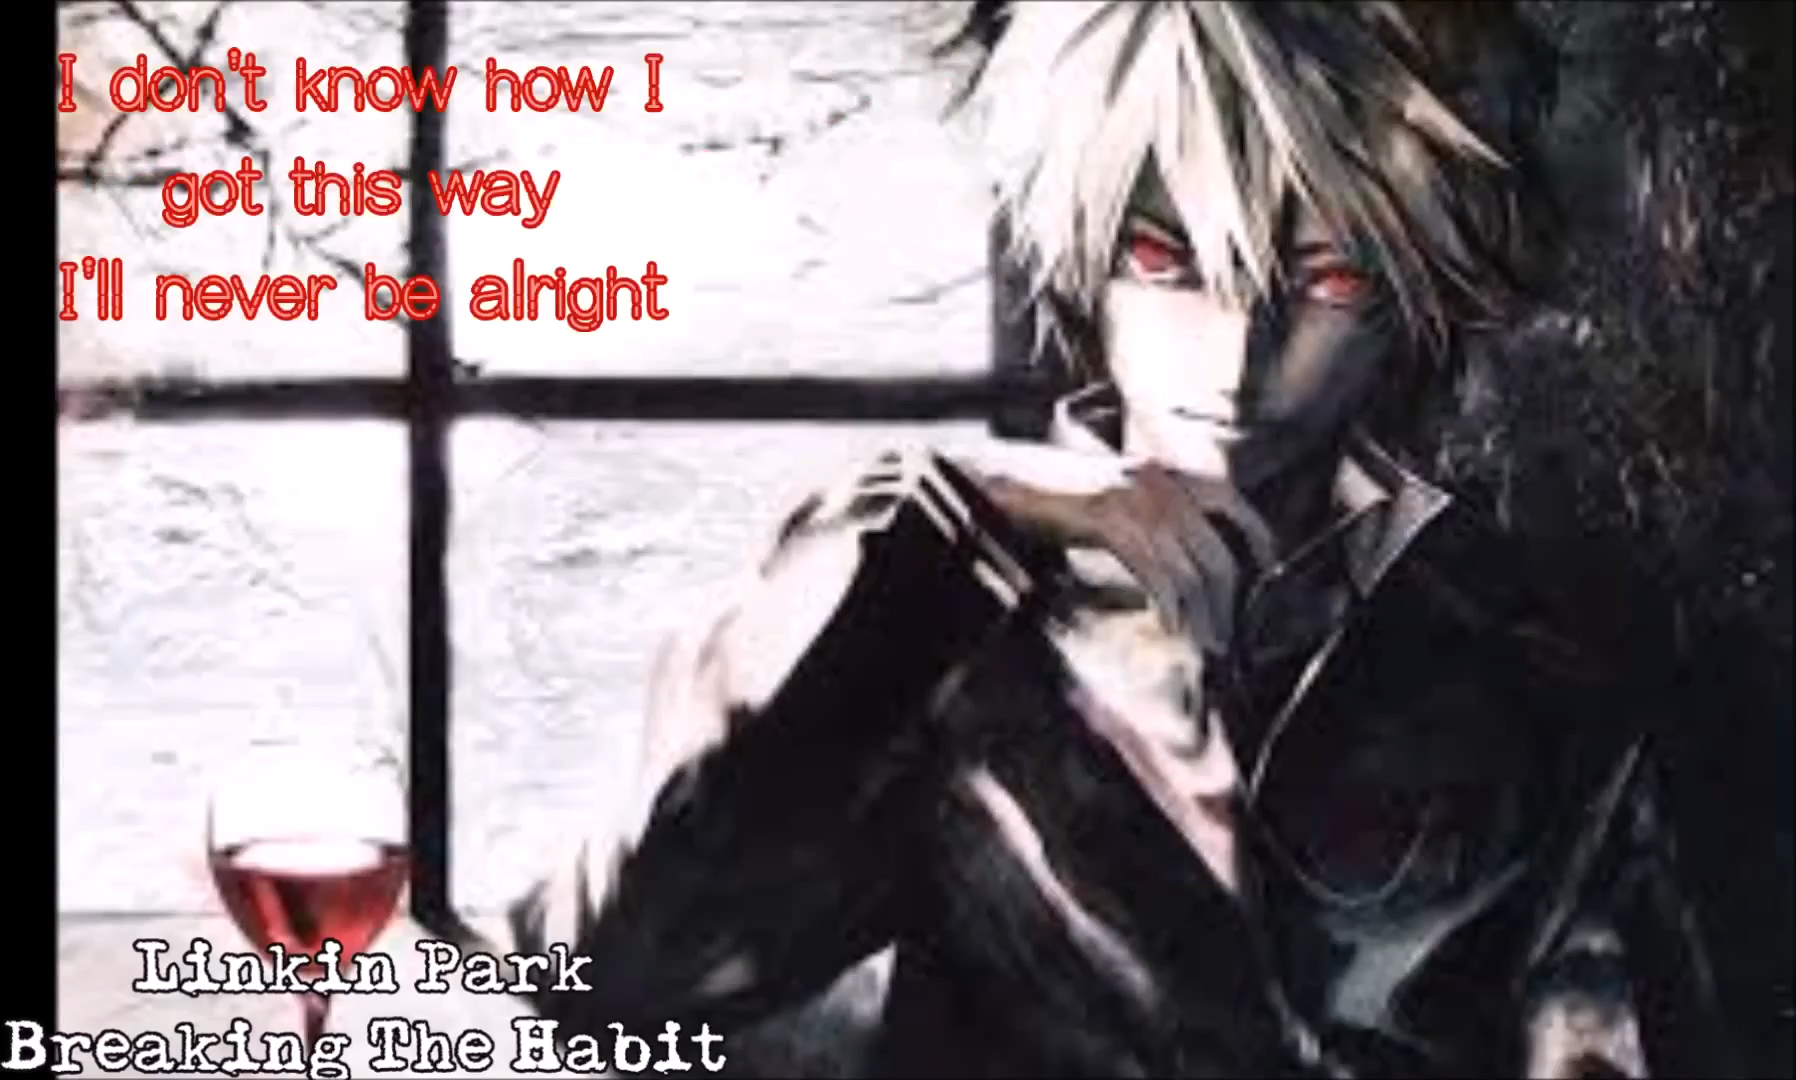 I don't know how I
got this way
I'll never be alright
Linkin Park
Breaking The Habit